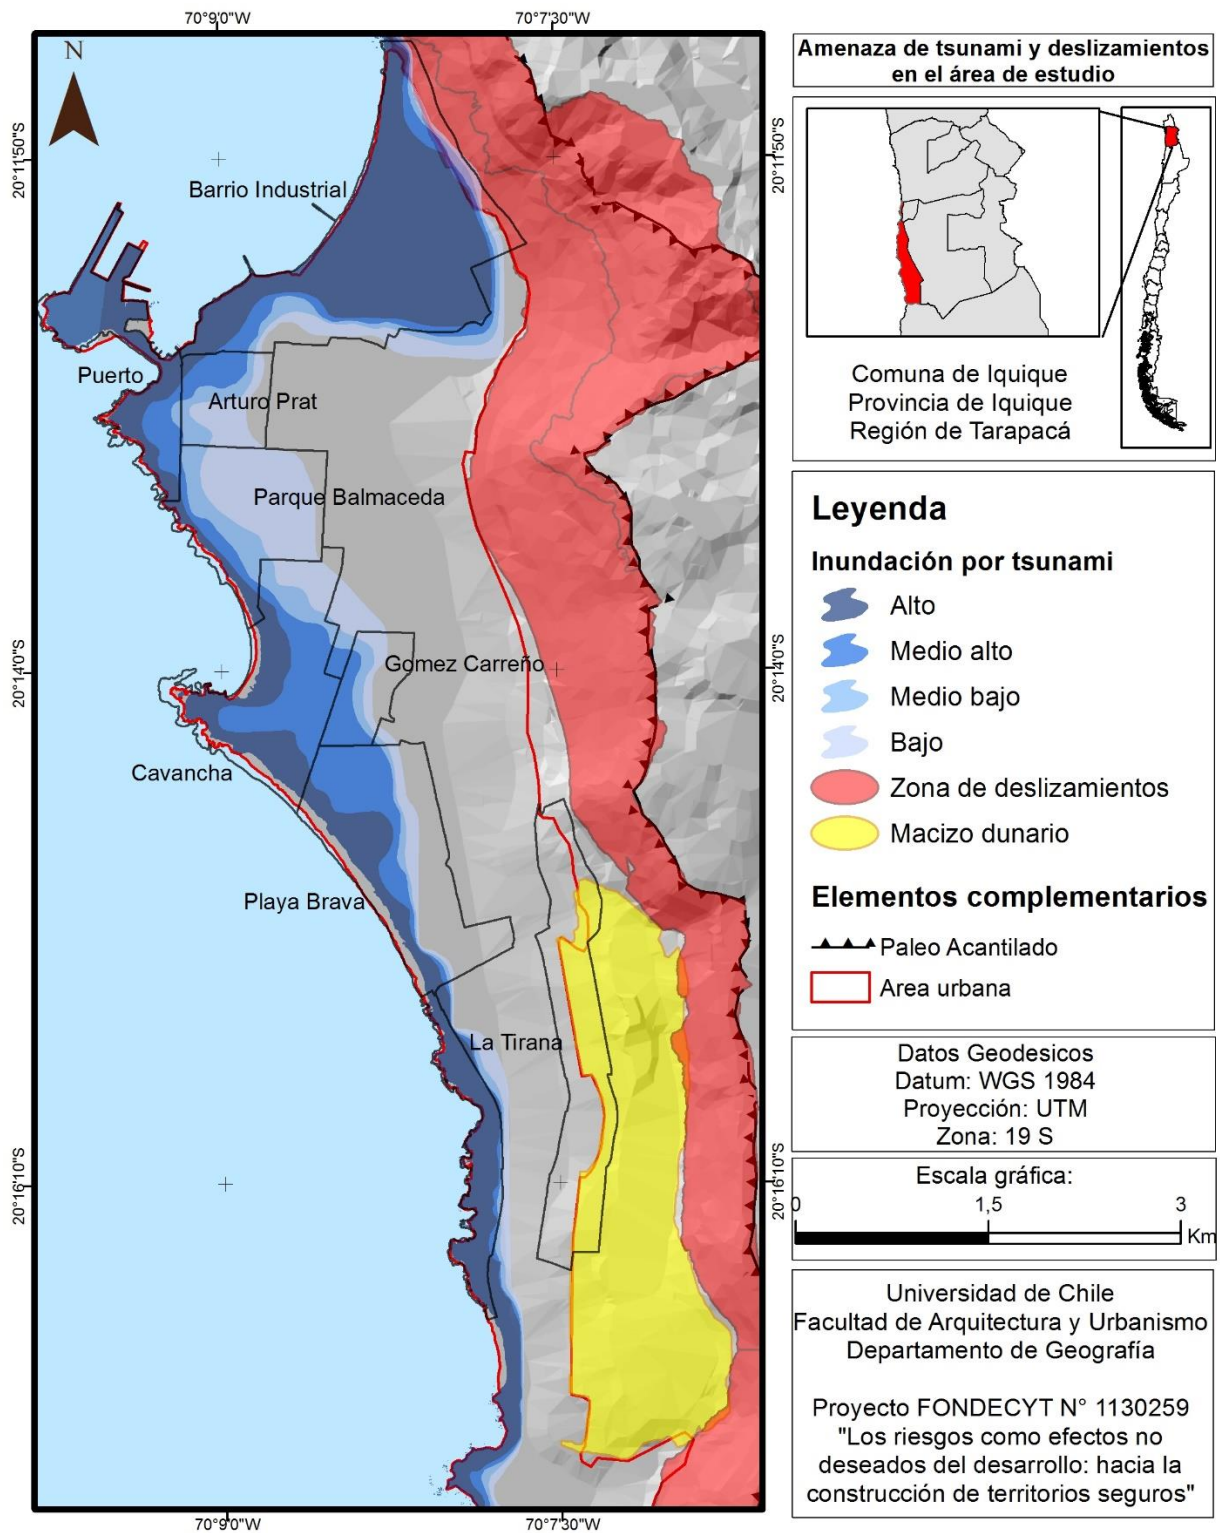 70°9'0"W
70°7'30"W
N
20°11'50"S
20°11'50"S
Barrio Industrial
Puerto
Arturo Prat
Parque Balmaceda
20°14'0"S
20°14'0"S
Gomez Carreño
Cavancha
Playa Brava
La Tirana
20°16'10"S
20°16'10"S
70°9'0"W
70°7'30"W
Amenaza de tsunami y deslizamientos
en el área de estudio
Comuna de Iquique
Provincia de Iquique
Región de Tarapacá
Leyenda
Inundación por tsunami
Alto
Medio alto
Medio bajo
Bajo
Zona de deslizamientos
Macizo dunario
Elementos complementarios
Paleo Acantilado
Area urbana
Datos Geodesicos
Datum: WGS 1984
Proyección: UTM
Zona: 19 S
Escala gráfica:
0 1,5 3
Km
Universidad de Chile
Facultad de Arquitectura y Urbanismo
Departamento de Geografía
Proyecto FONDECYT N° 1130259
"Los riesgos como efectos no
deseados del desarrollo: hacia la
construcción de territorios seguros"